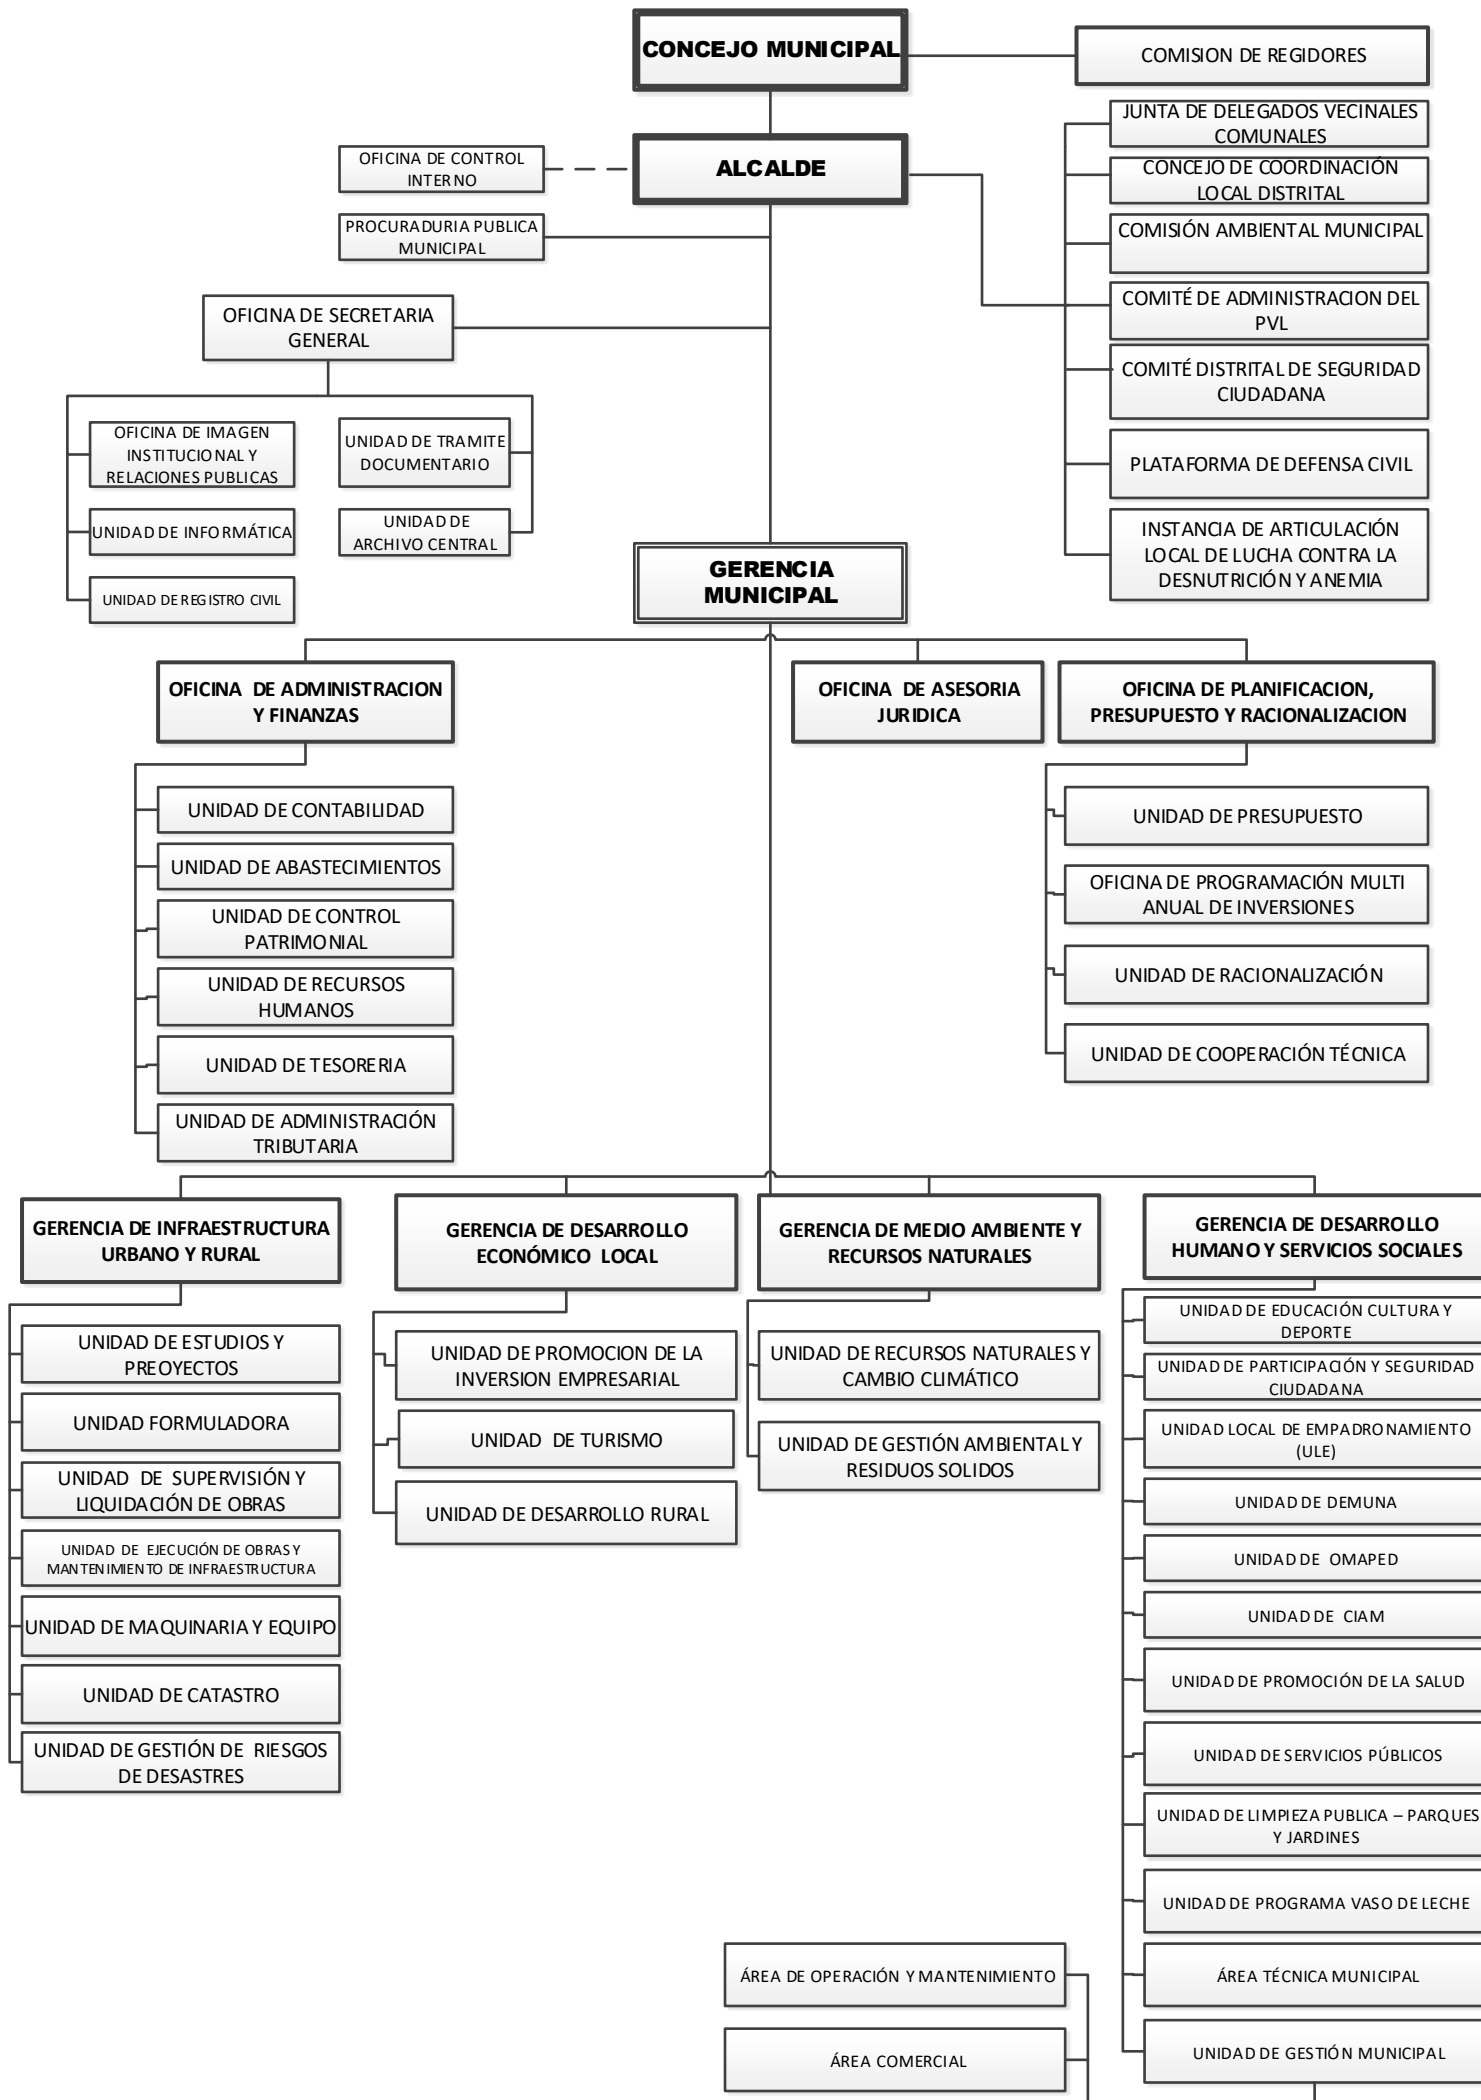 CONCEJO MUNICIPAL
COMISION DE REGIDORES
JUNTA DE DELEGADOS VECINALES
COMUNALES
ALCALDE
OFICINA DE CONTROL
INTERNO
CONCEJO DE COORDINACIÓN
LOCAL DISTRITAL
PROCURADURIA PUBLICA
MUNICIPAL
COMISIÓN AMBIENTAL MUNICIPAL
COMITÉ DE ADMINISTRACION DEL
PVL
OFICINA DE SECRETARIA
GENERAL
COMITÉ DISTRITAL DE SEGURIDAD
CIUDADANA
OFICINA DE IMAGEN
INSTITUCIONAL Y
RELACIONES PUBLICAS
UNIDAD DE TRAMITE
DOCUMENTARIO
PLATAFORMA DE DEFENSA CIVIL
UNIDAD DE INFORMÁTICA
UNIDAD DE
ARCHIVO CENTRAL
INSTANCIA DE ARTICULACIÓN
LOCAL DE LUCHA CONTRA LA
DESNUTRICIÓN Y ANEMIA
UNIDAD DE REGISTRO CIVIL
GERENCIA
MUNICIPAL
OFICINA DE ADMINISTRACION
Y FINANZAS
OFICINA DE ASESORIA
JURIDICA
OFICINA DE PLANIFICACION,
PRESUPUESTO Y RACIONALIZACION
UNIDAD DE CONTABILIDAD
UNIDAD DE ABASTECIMIENTOS
UNIDAD DE CONTROL
PATRIMONIAL
UNIDAD DE RECURSOS
HUMANOS
UNIDAD DE TESORERIA
UNIDAD DE ADMINISTRACIÓN
TRIBUTARIA
UNIDAD DE PRESUPUESTO
OFICINA DE PROGRAMACIÓN MULTI
ANUAL DE INVERSIONES
UNIDAD DE RACIONALIZACIÓN
UNIDAD DE COOPERACIÓN TÉCNICA
GERENCIA DE INFRAESTRUCTURA
URBANO Y RURAL
GERENCIA DE DESARROLLO
ECONÓMICO LOCAL
GERENCIA DE MEDIO AMBIENTE Y
RECURSOS NATURALES
GERENCIA DE DESARROLLO
HUMANO Y SERVICIOS SOCIALES
UNIDAD DE ESTUDIOS Y
PREOYECTOS
UNIDAD FORMULADORA
UNIDAD DE SUPERVISIÓN Y
LIQUIDACIÓN DE OBRAS
UNIDAD DE EJECUCIÓN DE OBRAS Y
MANTENIMIENTO DE INFRAESTRUCTURA
UNIDAD DE MAQUINARIA Y EQUIPO
UNIDAD DE CATASTRO
UNIDAD DE GESTIÓN DE RIESGOS
DE DESASTRES
UNIDAD DE PROMOCION DE LA
INVERSION EMPRESARIAL
UNIDAD DE TURISMO
UNIDAD DE DESARROLLO RURAL
UNIDAD DE RECURSOS NATURALES Y
CAMBIO CLIMÁTICO
UNIDAD DE GESTIÓN AMBIENTAL Y
RESIDUOS SOLIDOS
UNIDAD DE EDUCACIÓN CULTURA Y
DEPORTE
UNIDAD DE PARTICIPACIÓN Y SEGURIDAD
CIUDADANA
UNIDAD LOCAL DE EMPADRONAMIENTO
(ULE)
UNIDAD DE DEMUNA
UNIDAD DE OMAPED
UNIDAD DE CIAM
UNIDAD DE PROMOCIÓN DE LA SALUD
UNIDAD DE SERVICIOS PÚBLICOS
UNIDAD DE LIMPIEZA PUBLICA – PARQUES
Y JARDINES
UNIDAD DE PROGRAMA VASO DE LECHE
ÁREA TÉCNICA MUNICIPAL
UNIDAD DE GESTIÓN MUNICIPAL
ÁREA DE OPERACIÓN Y MANTENIMIENTO
ÁREA COMERCIAL